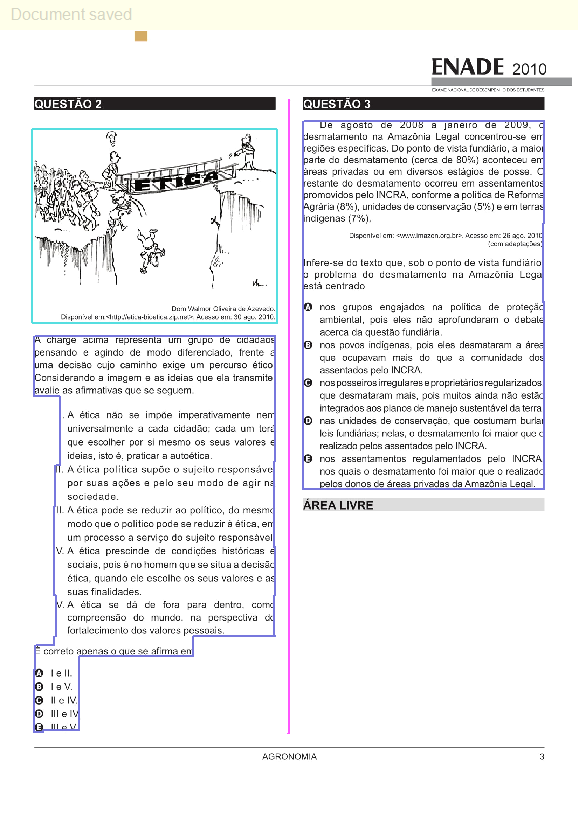 Document saved
ENADE 2010
EXAME NACIONAL DE DESEMPENHO DOS ESTUDANTES
QUESTÃO 2
ÉTICA
Dom Walmor Oliveira de Azevedo.
Disponível em:<http://etica-bioetica.zip.net>. Acesso em: 30 ago. 2010.
A charge acima representa um grupo de cidadãos
pensando e agindo de modo diferenciado, frente a
uma decisão cujo caminho exige um percurso ético.
Considerando a imagem e as ideias que ela transmite,
avalie as afirmativas que se seguem.
I. A ética não se impõe imperativamente nem
universalmente a cada cidadão; cada um terá
que escolher por si mesmo os seus valores e
ideias, isto é, praticar a autoética.
II. A ética política supõe o sujeito responsável
por suas ações e pelo seu modo de agir na
sociedade.
III. A ética pode se reduzir ao político, do mesmo
modo que o político pode se reduzir à ética, em
um processo a serviço do sujeito responsável.
IV. A ética prescinde de condições históricas e
sociais, pois é no homem que se situa a decisão
ética, quando ele escolhe os seus valores e as
suas finalidades.
V. A ética se dá de fora para dentro, como
compreensão do mundo, na perspectiva do
fortalecimento dos valores pessoais.
É correto apenas o que se afirma em
A I e II.
B I e V.
C II e IV.
D III e IV.
E III e V.
QUESTÃO 3
De agosto de 2008 a janeiro de 2009, o
desmatamento na Amazônia Legal concentrou-se em
regiões específicas. Do ponto de vista fundiário, a maior
parte do desmatamento (cerca de 80%) aconteceu em
áreas privadas ou em diversos estágios de posse. O
restante do desmatamento ocorreu em assentamentos
promovidos pelo INCRA, conforme a política de Reforma
Agrária (8%), unidades de conservação (5%) e em terras
indígenas (7%).
Disponível em: <www.imazon.org.br>. Acesso em: 26 ago. 2010.
(com adaptações).
Infere-se do texto que, sob o ponto de vista fundiário,
o problema do desmatamento na Amazônia Legal
está centrado
A nos grupos engajados na política de proteção
ambiental, pois eles não aprofundaram o debate
acerca da questão fundiária.
B nos povos indígenas, pois eles desmataram a área
que ocupavam mais do que a comunidade dos
assentados pelo INCRA.
C nos posseiros irregulares e proprietários regularizados,
que desmataram mais, pois muitos ainda não estão
integrados aos planos de manejo sustentável da terra.
D nas unidades de conservação, que costumam burlar
leis fundiárias; nelas, o desmatamento foi maior que o
realizado pelos assentados pelo INCRA.
E nos assentamentos regulamentados pelo INCRA,
nos quais o desmatamento foi maior que o realizado
pelos donos de áreas privadas da Amazônia Legal.
ÁREA LIVRE
AGRONOMIA
3